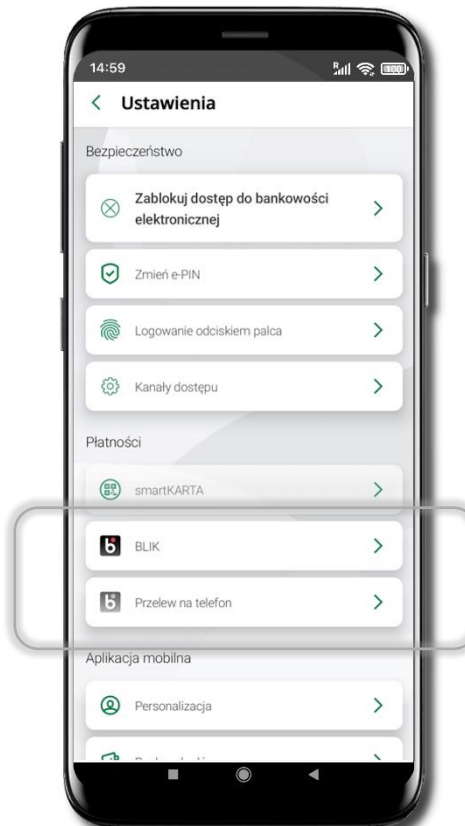 14:59
R
100
Ustawienia
Bezpieczeństwo
Zablokuj dostęp do bankowości
elektronicznej
Zmień e-PIN
Logowanie odciskiem palca
Kanały dostępu
Płatności
smartKARTA
BLIK
Przelew na telefon
Aplikacja mobilna
Personalizacja